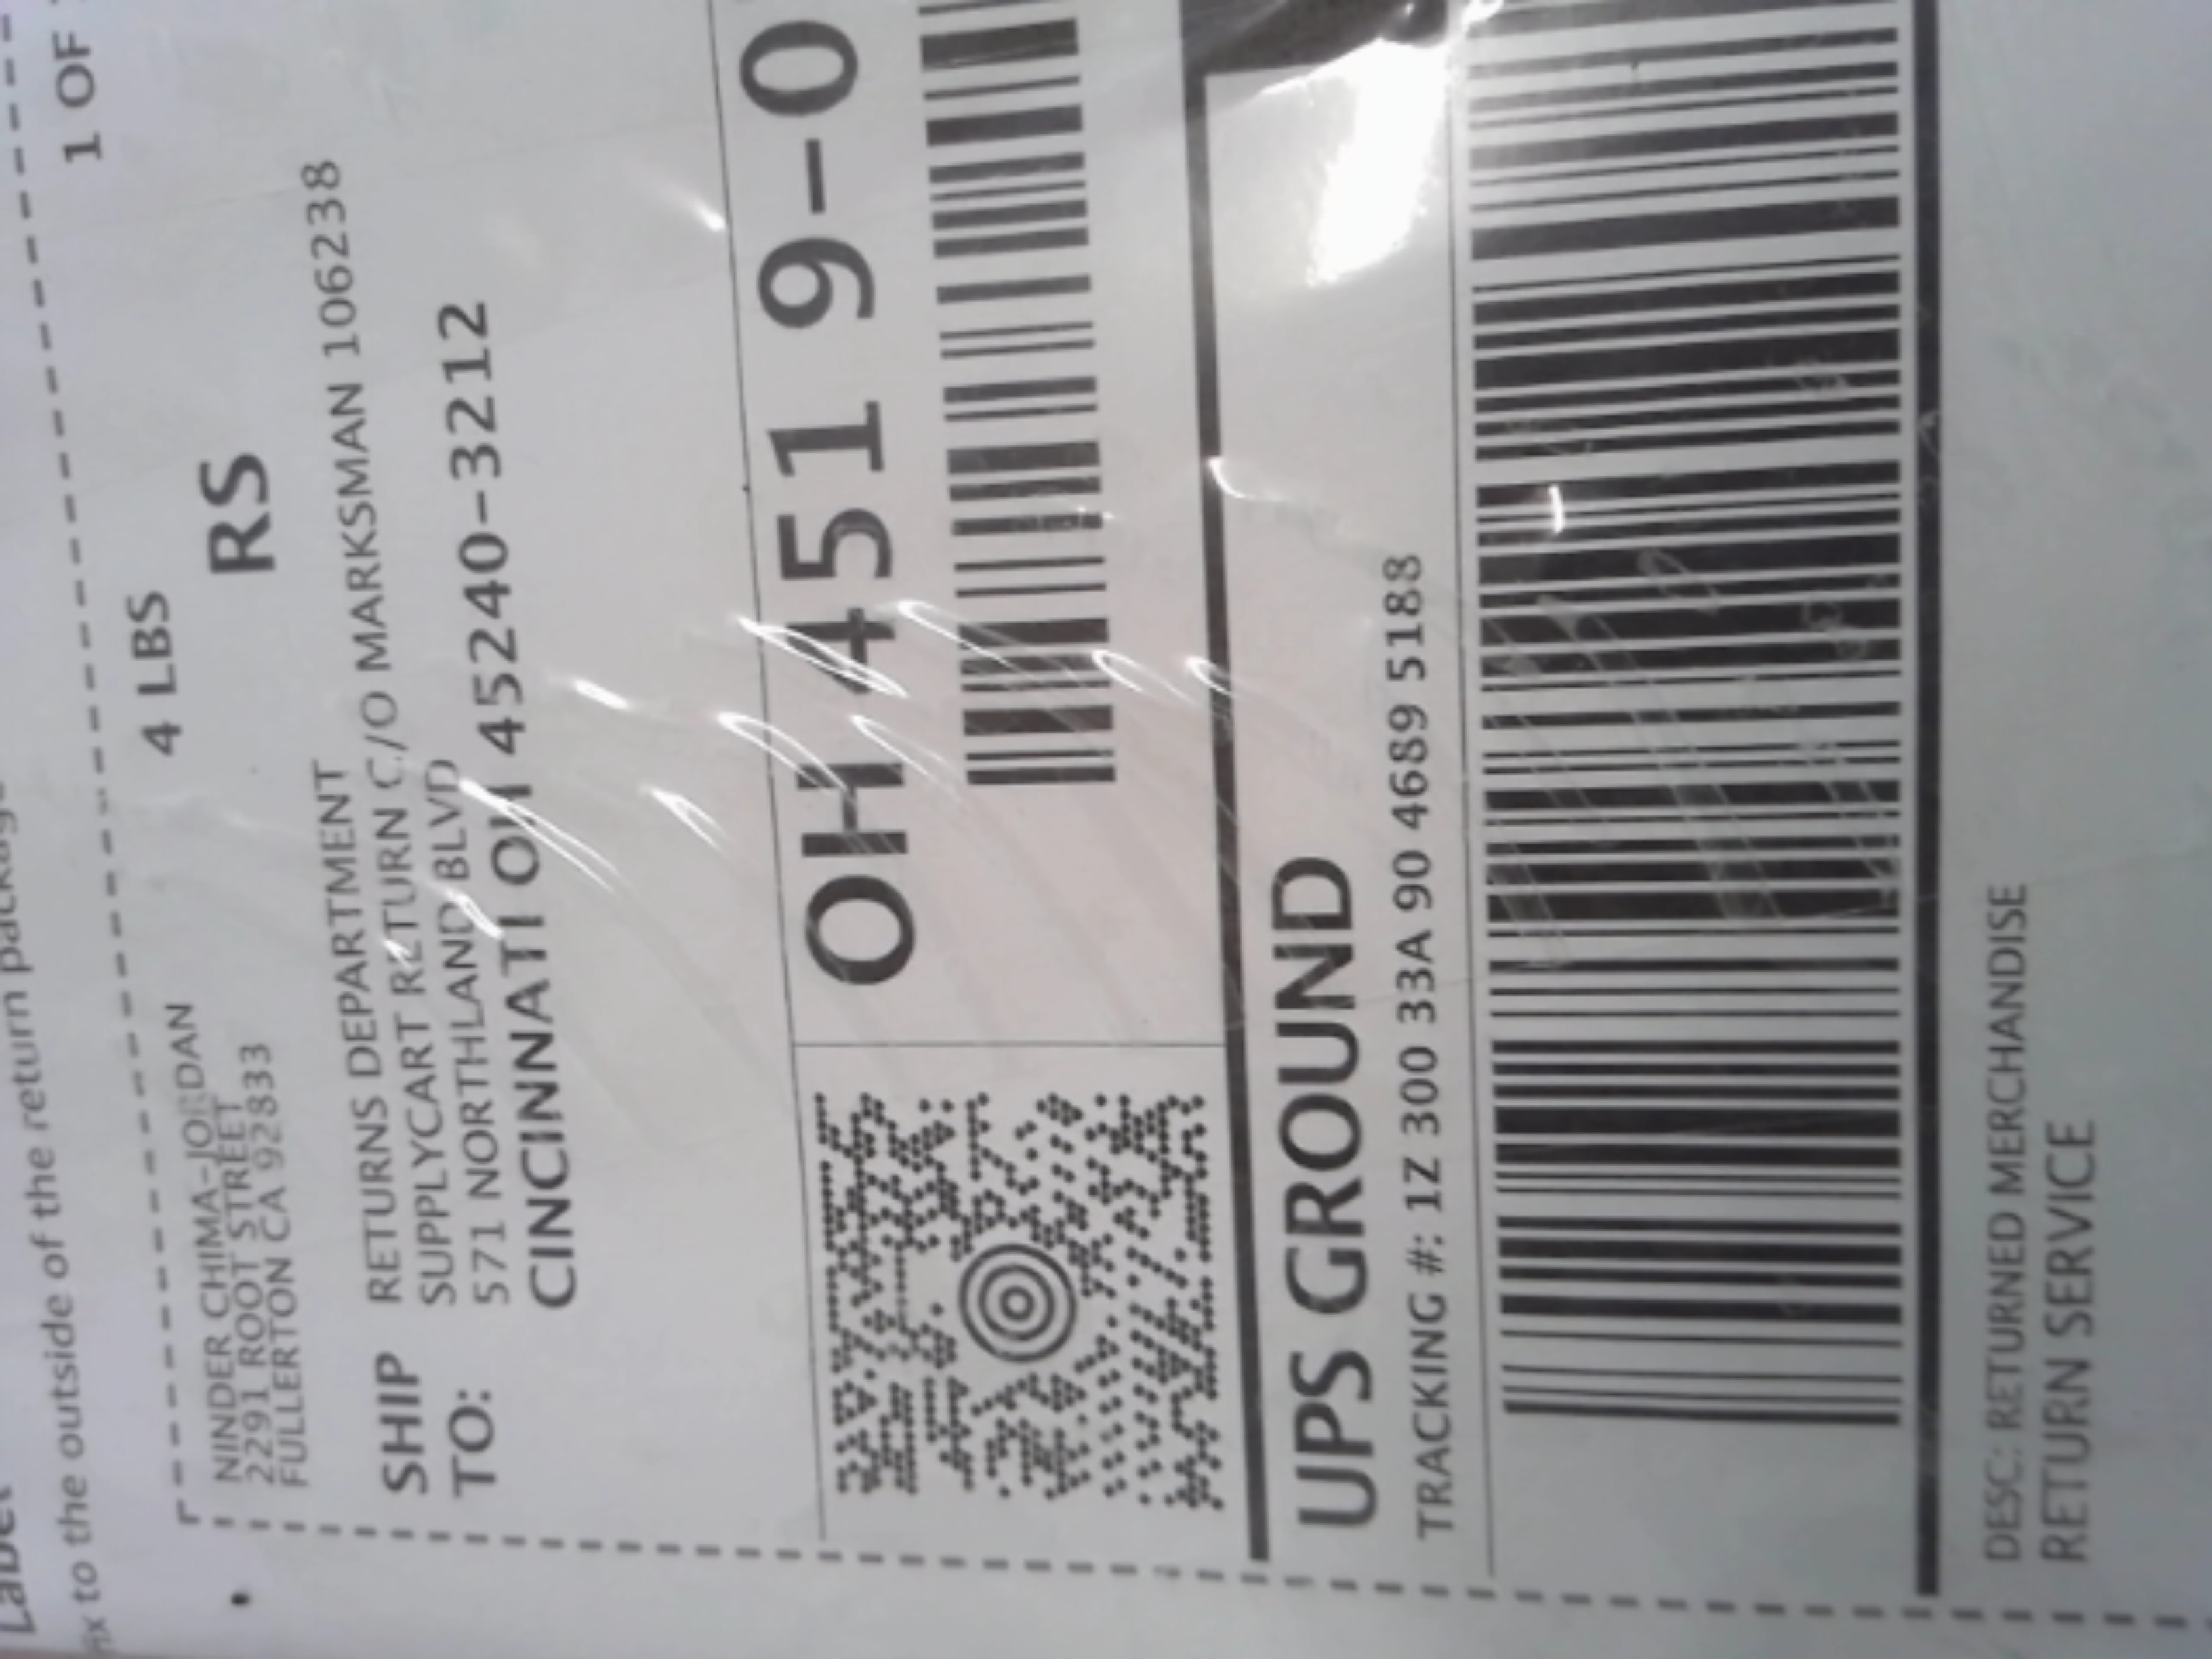 Label
to the outside of the return
1 OF
NINDER CHIMA-JORDAN
2291 ROOT STREET
FULLERTON CA 92833
4 LBS
RS
SHIP
TO:
RETURNS DEPARTMENT
SUPPLYCART RETURN C/O MARKSMAN 106238
571 NORTHLAND BLVD
CINCINNATI OH 45240-3212
OH 451 9-0
UPS GROUND
TRACKING #: 1Z 300 33A 90 4689 5188
DESC: RETURNED MERCHANDISE
RETURN SERVICE